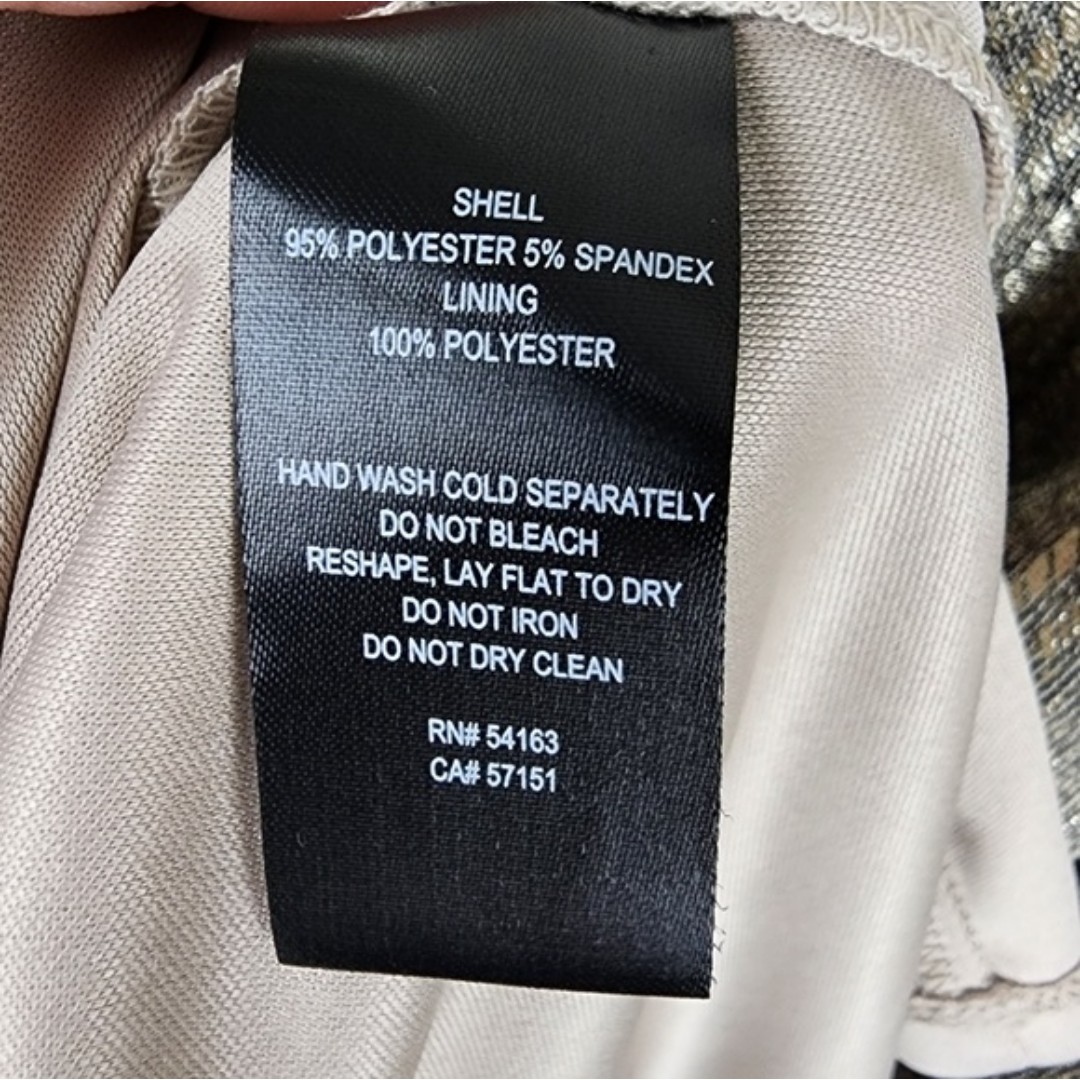 SHELL
95% POLYESTER 5% SPANDEX
LINING
100% POLYESTER
HAND WASH COLD SEPARATELY
DO NOT BLEACH
RESHAPE, LAY FLAT TO DRY
DO NOT IRON
DO NOT DRY CLEAN
RN# 54163
CA# 57151